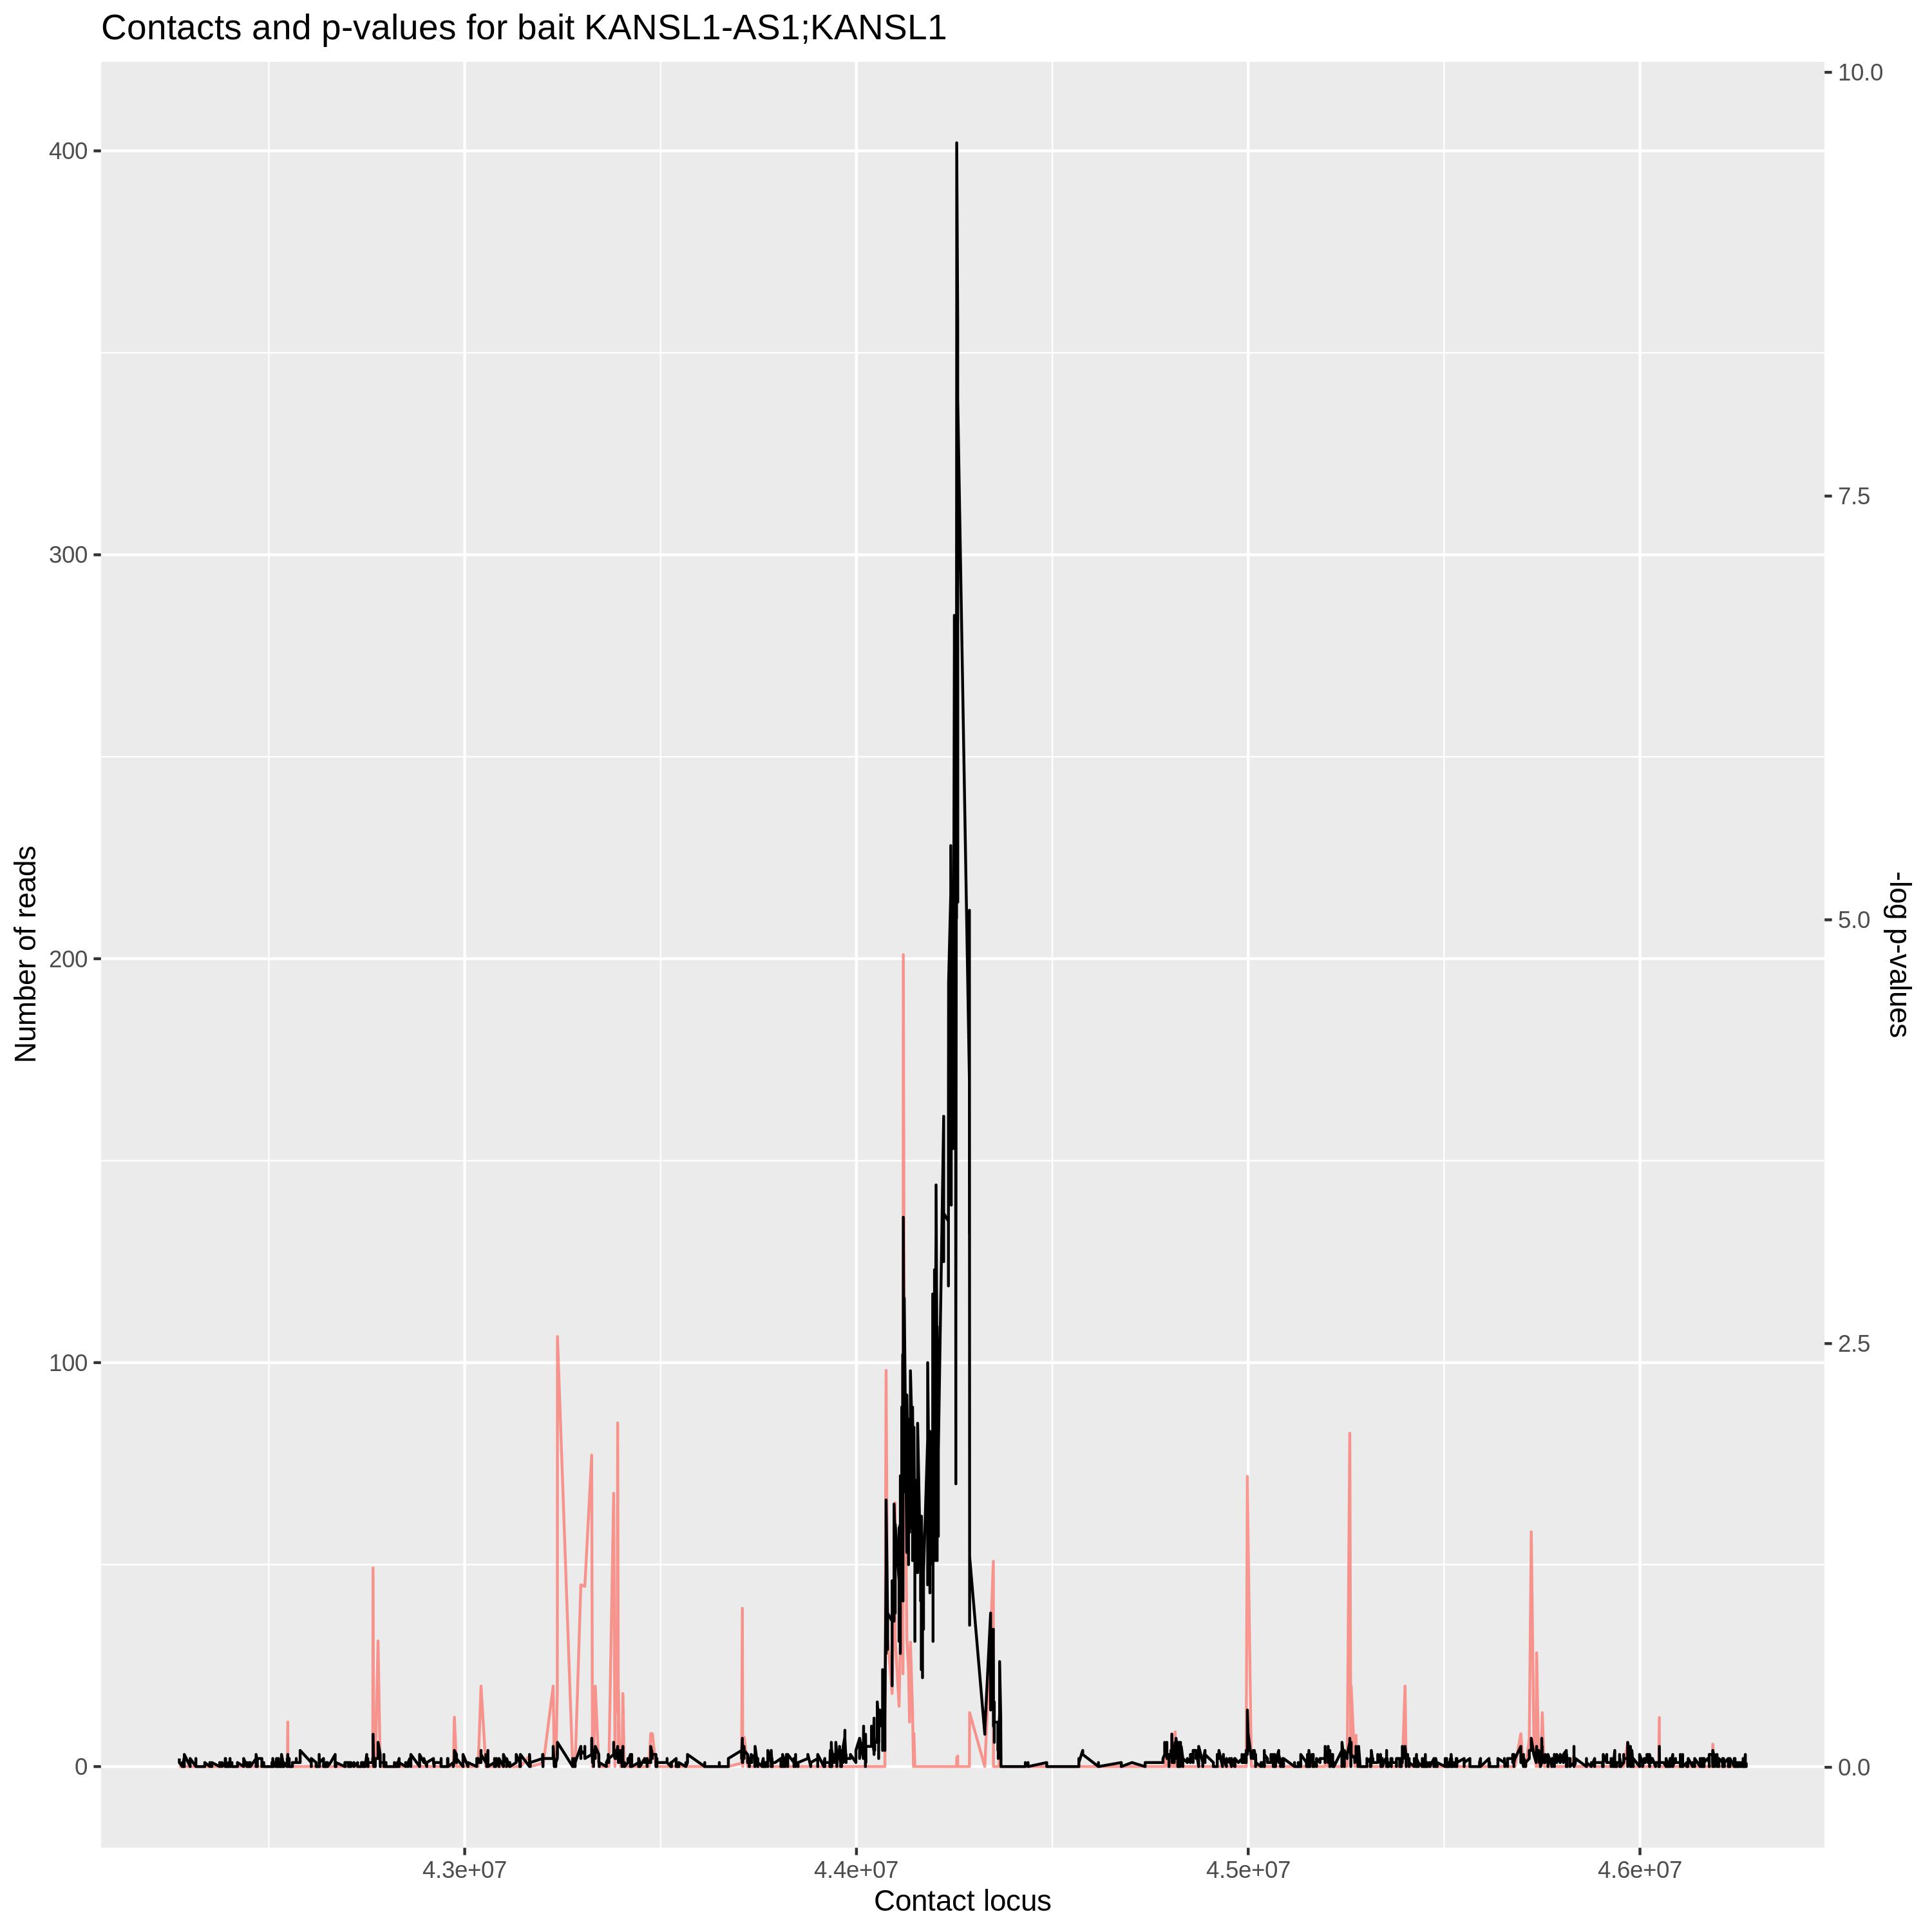 Contacts and p-values for bait KANSL1-AS1;KANSL1
10.0
400
7.5
300
Number of reads
-log p-values
5.0
200
2.5
100
0
0.0
4.3e+07
4.4e+07
4.5e+07
4.6e+07
Contact locus